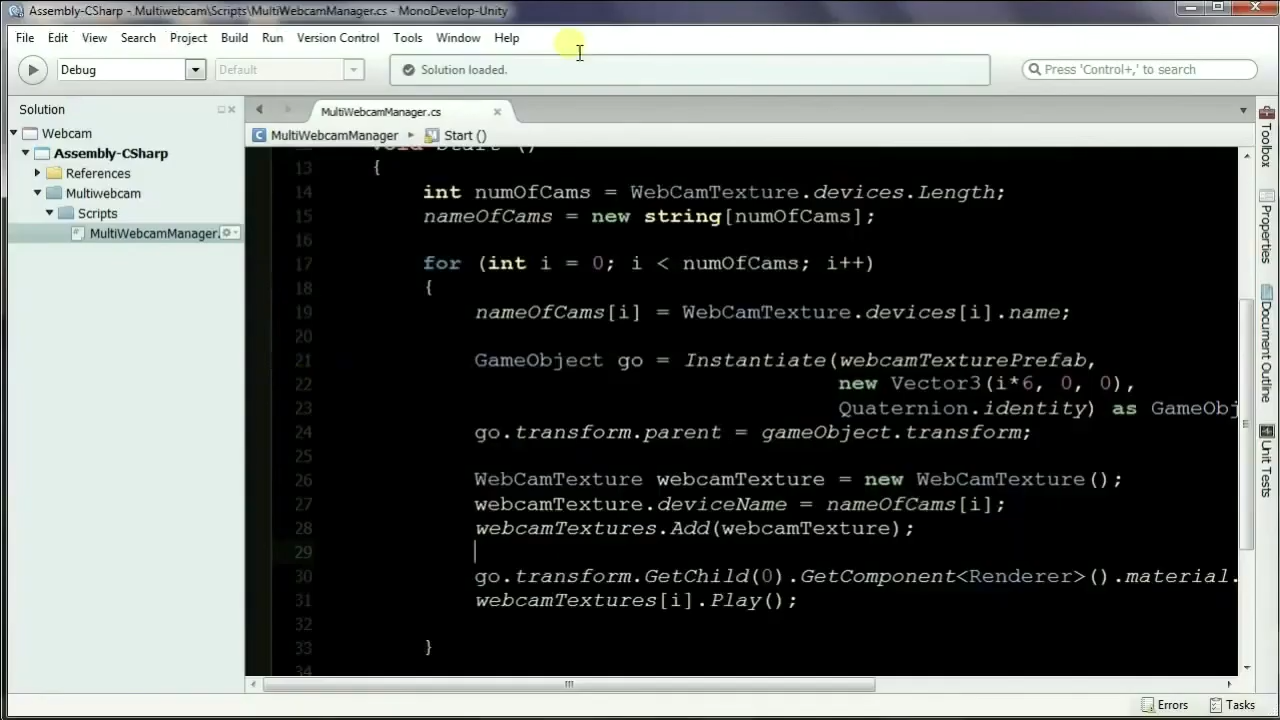 Assembly-CSharp - Multiwebcam\Scripts\MultiWebcamManager.cs - MonoDevelop-Unity
File Edit View Search Project Build Run Version Control Tools Window Help
Debug Default Solution loaded. Press 'Control+,' to search
Solution
MultiWebcamManager.cs
Webcam
Assembly-CSharp
References
Multiwebcam
Scripts
MultiWebcamManager.
MultiWebcamManager Start ()
void Start ()
13 {
14 int numOfCams = WebCamTexture.devices.Length;
15 nameOfCams = new string[numOfCams];
16
17 for (int i = 0; i < numOfCams; i++)
18 {
19 nameOfCams[i] = WebCamTexture.devices[i].name;
20
21 GameObject go = Instantiate(webcamTexturePrefab,
22 new Vector3(i*6, 0, 0),
23 Quaternion.identity) as GameObj
24 go.transform.parent = gameObject.transform;
25
26 WebCamTexture webcamTexture = new WebCamTexture();
27 webcamTexture.deviceName = nameOfCams[i];
28 webcamTextures.Add(webcamTexture);
29
30 go.transform.GetChild(0).GetComponent<Renderer>().material.
31 webcamTextures[i].Play();
32
33 }
34
Toolbox
Properties
Document Outline
Unit Tests
Errors Tasks